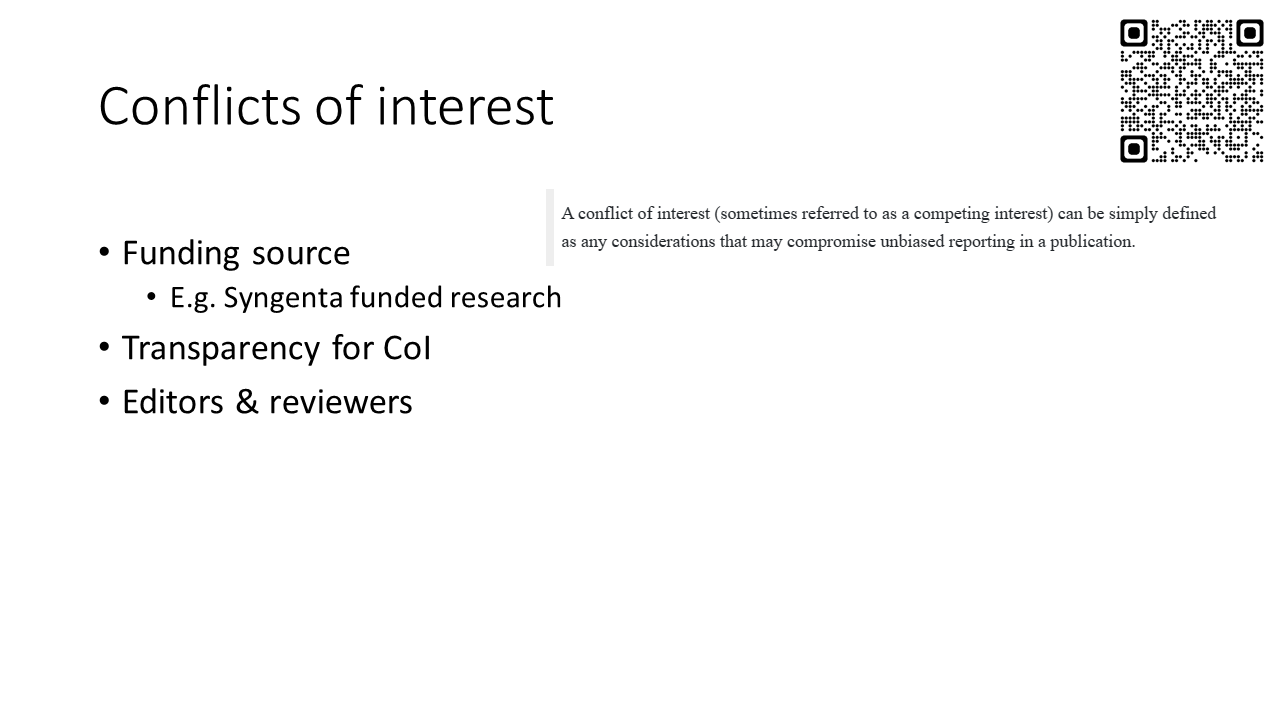 Conflicts of interest
A conflict of interest (sometimes referred to as a competing interest) can be simply defined
as any considerations that may compromise unbiased reporting in a publication.
• Funding source
• E.g. Syngenta funded research
• Transparency for CoI
• Editors & reviewers